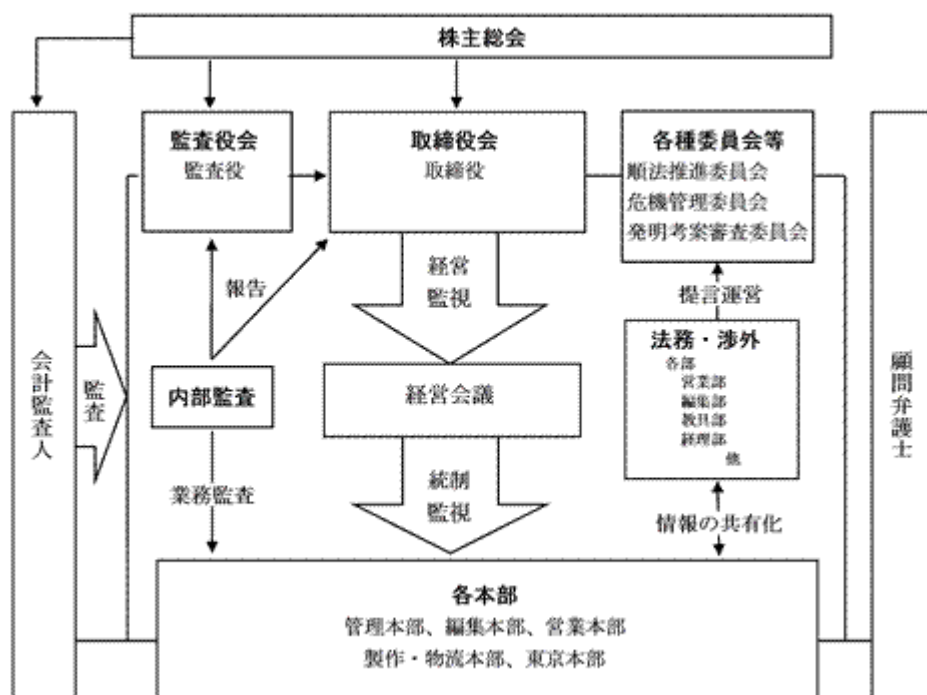 株主総会
監査役会
監査役
取締役会
取締役
各種委員会等
順法推進委員会
危機管理委員会
発明考案審査委員会
報告
経営
監視
提言運営
会計監査人
監査
内部監査
経営会議
法務・渉外
各部
営業部
編集部
教具部
経理部
他
顧問弁護士
業務監査
統制
監視
情報の共有化
各本部
管理本部、編集本部、営業本部
製作・物流本部、東京本部